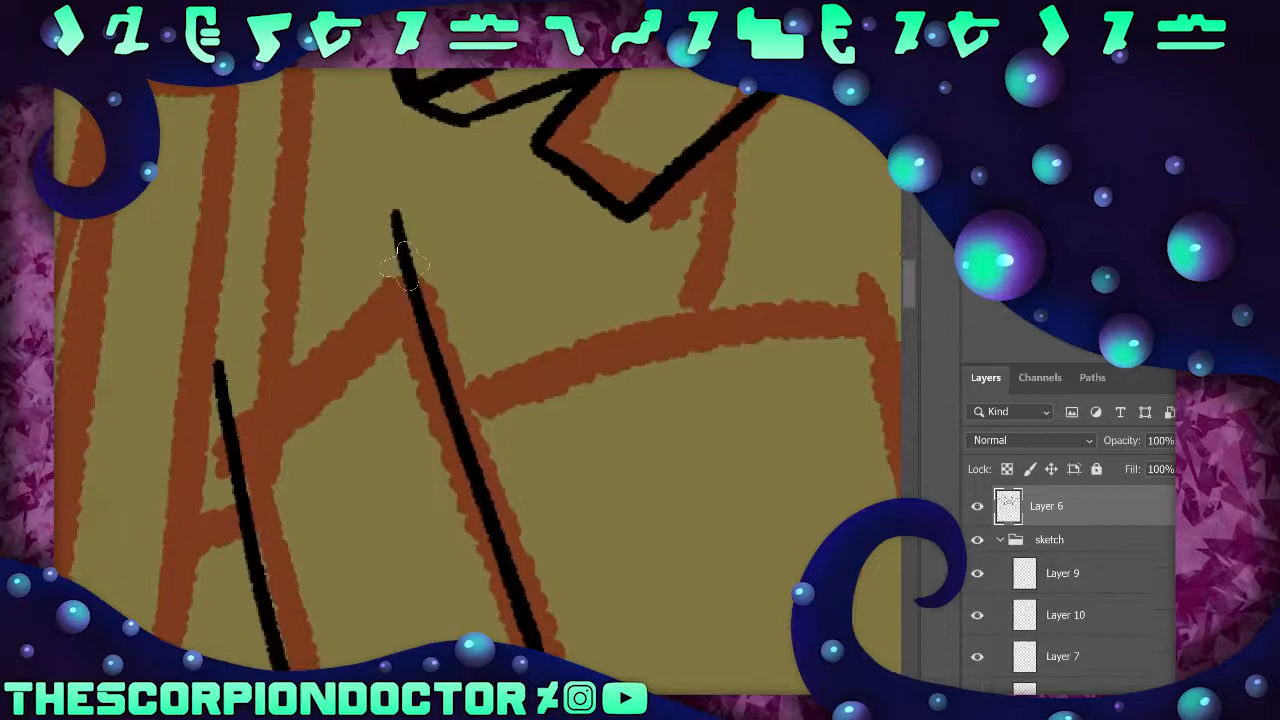 Layers Channels Paths
Kind
Normal Opacity: 100%
Lock: Fill: 100%
Layer 6
sketch
Layer 9
Layer 10
Layer 7
THESCORPIONDOCTOR